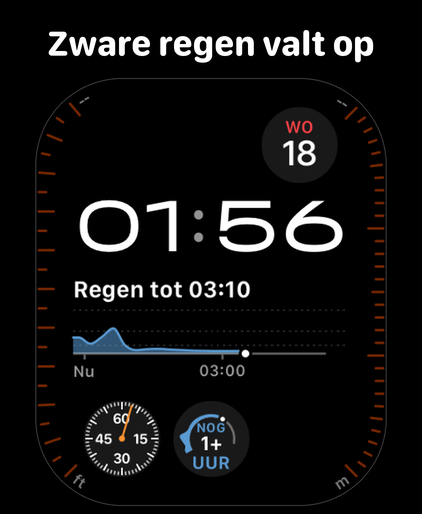 Zware regen valt op
WO
18
01:56
Regen tot 03:10
Nu
03:00
60
45
15
30
NOG
1+
UUR
ft
m